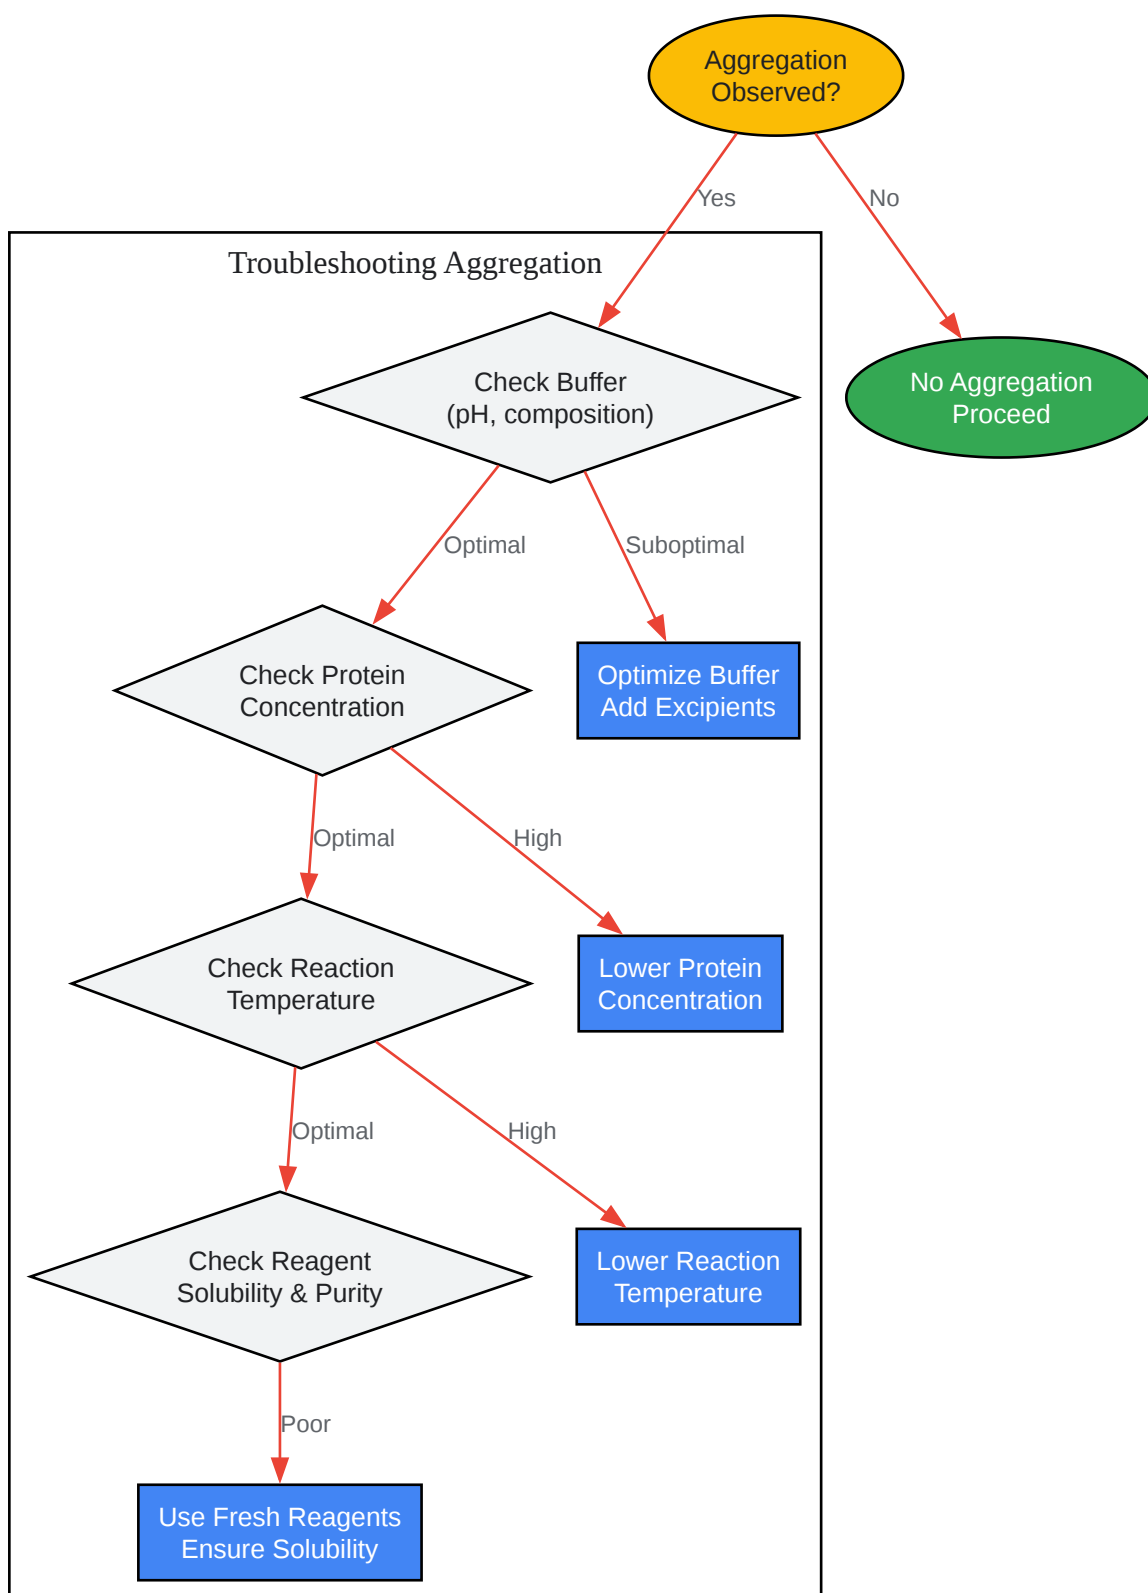 Aggregation
Observed?
Yes
No
Troubleshooting Aggregation
Check Buffer
(pH, composition)
No Aggregation
Proceed
Optimal
Suboptimal
Check Protein
Concentration
Optimize Buffer
Add Excipients
Optimal
High
Check Reaction
Temperature
Lower Protein
Concentration
Optimal
High
Check Reagent
Solubility & Purity
Lower Reaction
Temperature
Poor
Use Fresh Reagents
Ensure Solubility